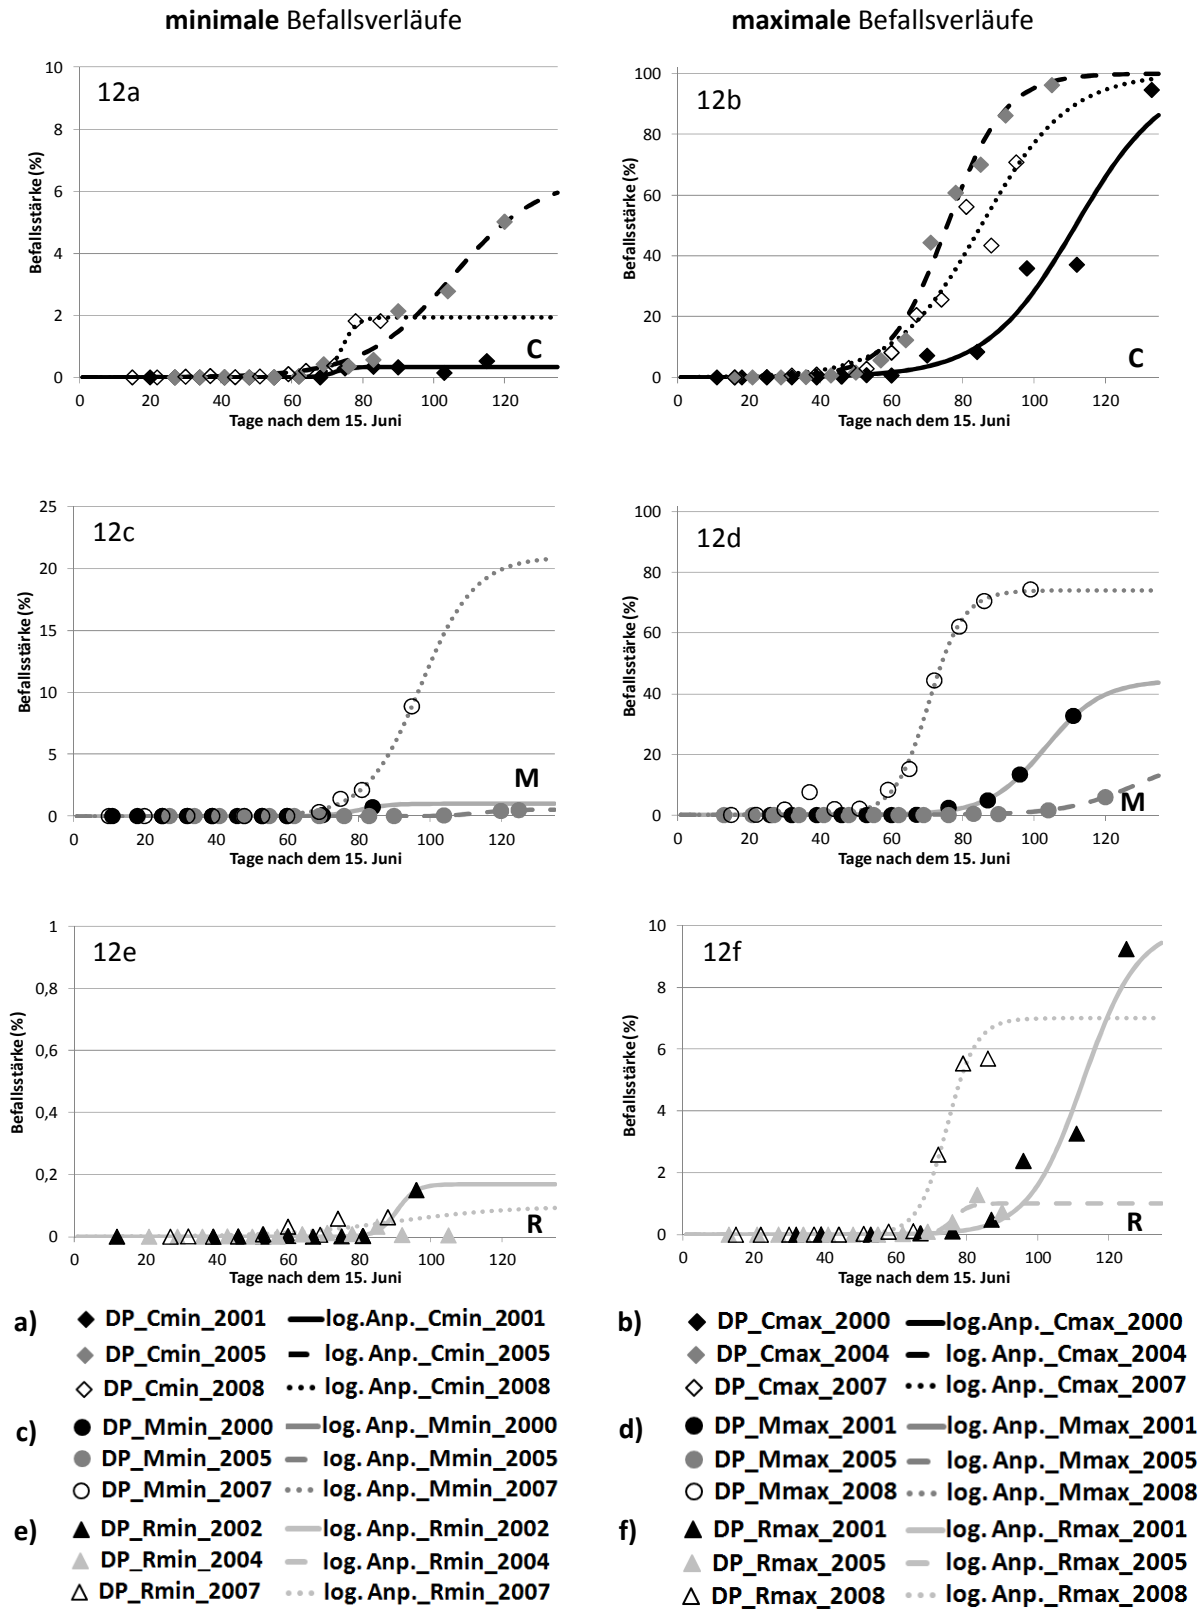 minimale Befallsverläufe
maximale Befallsverläufe
12a
Befallsstärke (%)
10
8
6
4
2
0
0 20 40 60 80 100 120
Tage nach dem 15. Juni
C
12b
Befallsstärke (%)
100
80
60
40
20
0
0 20 40 60 80 100 120
Tage nach dem 15. Juni
C
12c
Befallsstärke (%)
25
20
15
10
5
0
0 20 40 60 80 100 120
Tage nach dem 15. Juni
M
12d
Befallsstärke (%)
100
80
60
40
20
0
0 20 40 60 80 100 120
Tage nach dem 15. Juni
M
12e
Befallsstärke (%)
1
0,8
0,6
0,4
0,2
0
0 20 40 60 80 100 120
Tage nach dem 15. Juni
R
12f
Befallsstärke (%)
10
8
6
4
2
0
0 20 40 60 80 100 120
Tage nach dem 15. Juni
R
a) DP_Cmin_2001 log.Anp._Cmin_2001
DP_Cmin_2005 log. Anp._Cmin_2005
DP_Cmin_2008 log. Anp._Cmin_2008
c) DP_Mmin_2000 log. Anp._Mmin_2000
DP_Mmin_2005 log. Anp._Mmin_2005
DP_Mmin_2007 log. Anp._Mmin_2007
e) DP_Rmin_2002 log. Anp._Rmin_2002
DP_Rmin_2004 log. Anp._Rmin_2004
DP_Rmin_2007 log. Anp._Rmin_2007
b) DP_Cmax_2000 log.Anp._Cmax_2000
DP_Cmax_2004 log. Anp._Cmax_2004
DP_Cmax_2007 log. Anp._Cmax_2007
d) DP_Mmax_2001 log. Anp._Mmax_2001
DP_Mmax_2005 log. Anp._Mmax_2005
DP_Mmax_2008 log. Anp._Mmax_2008
f) DP_Rmax_2001 log. Anp._Rmax_2001
DP_Rmax_2005 log. Anp._Rmax_2005
DP_Rmax_2008 log. Anp._Rmax_2008